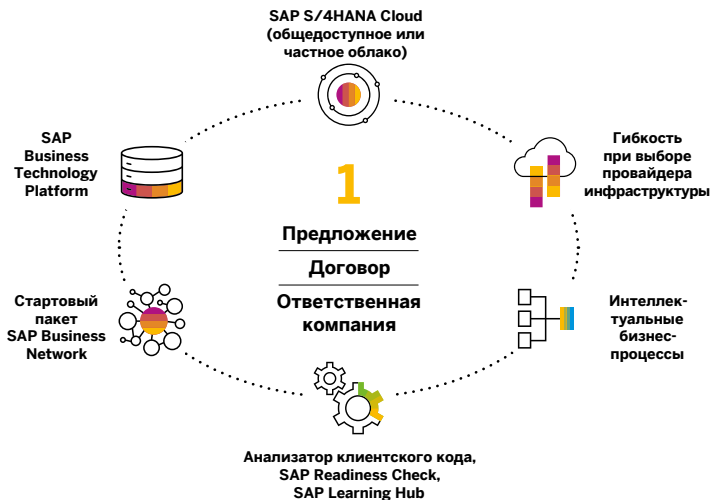 SAP S/4HANA Cloud
(общедоступное или
частное облако)
SAP
Business
Technology
Platform
Гибкость
при выборе
провайдера
инфраструктуры
1
Предложение
Договор
Ответственная
компания
Стартовый
пакет
SAP Business
Network
Интеллек-
туальные
бизнес-
процессы
Анализатор клиентского кода,
SAP Readiness Check,
SAP Learning Hub